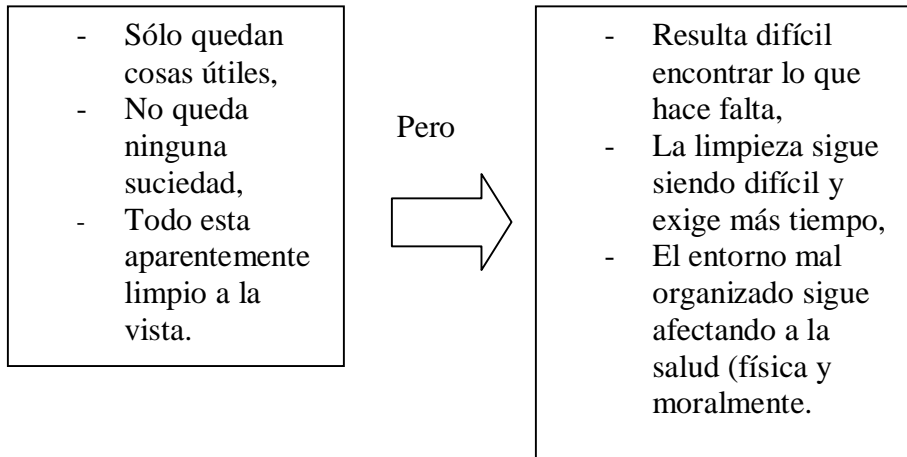 - Sólo quedan
cosas útiles,
- No queda
ninguna
suciedad,
- Todo esta
aparentemente
limpio a la
vista.
Pero
- Resulta difícil
encontrar lo que
hace falta,
- La limpieza sigue
siendo difícil y
exige más tiempo,
- El entorno mal
organizado sigue
afectando a la
salud (física y
moralmente.